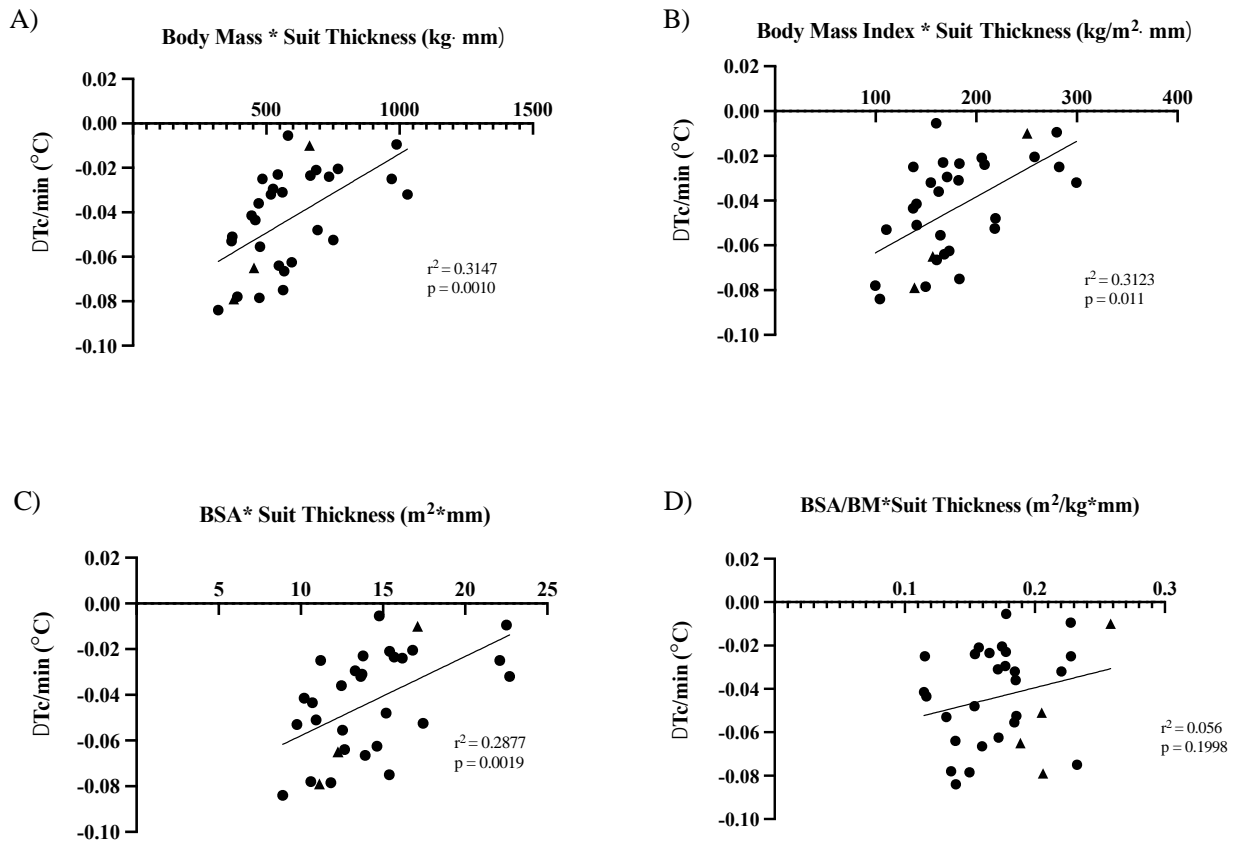 A)
Body Mass * Suit Thickness (kg· mm)
0.02
500 1000 1500
0.00
-0.02
-0.04
-0.06
-0.08
-0.10
DTc/min (°C)
r² = 0.3147
p = 0.0010
B)
Body Mass Index * Suit Thickness (kg/m²· mm)
0.02
100 200 300 400
0.00
-0.02
-0.04
-0.06
-0.08
-0.10
DTc/min (°C)
r² = 0.3123
p = 0.011
C)
BSA* Suit Thickness (m²*mm)
0.02
5 10 15 20 25
0.00
-0.02
-0.04
-0.06
-0.08
-0.10
DTc/min (°C)
r² = 0.2877
p = 0.0019
D)
BSA/BM*Suit Thickness (m²/kg*mm)
0.02
0.1 0.2 0.3
0.00
-0.02
-0.04
-0.06
-0.08
-0.10
DTc/min (°C)
r² = 0.056
p = 0.1998